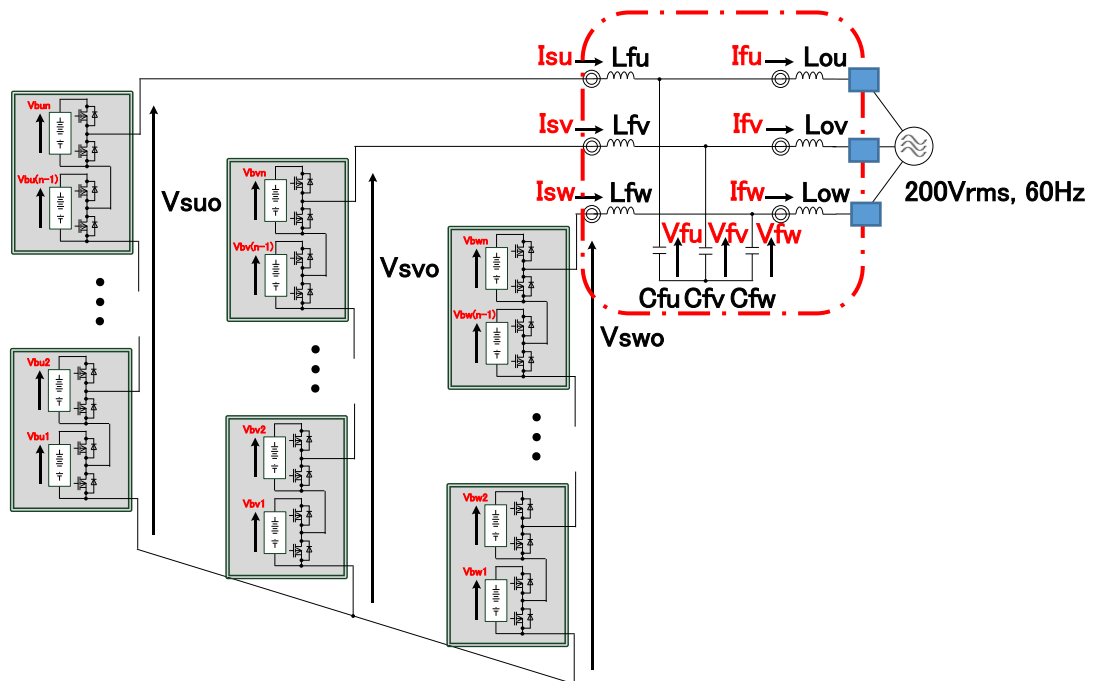 Isu Lfu Ifu Lou
Isv Lfv Ifv Lov
Isw Lfw Ifw Low
200Vrms, 60Hz
Vfu Vfv Vfw
Cfu Cfv Cfw
Vsuo
Vsvo
Vswo
Vbun
Vbu(n-1)
Vbu2
Vbu1
Vbvn
Vbv(n-1)
Vbv2
Vbv1
Vbwn
Vbw(n-1)
Vbw2
Vbw1